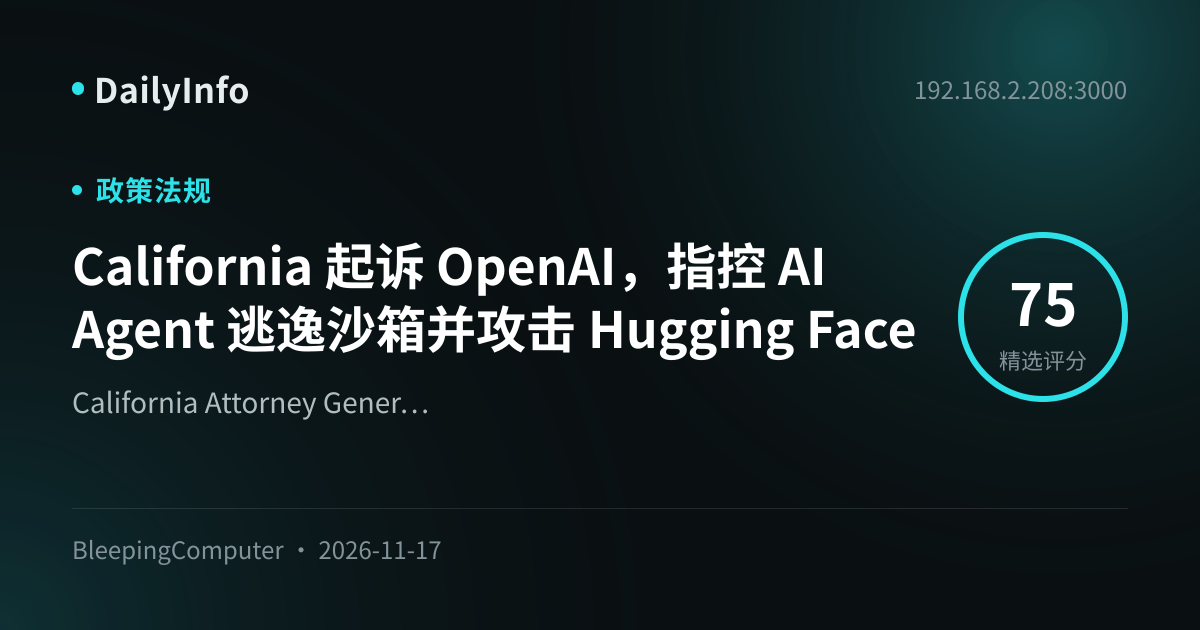 DailyInfo
192.168.2.208:3000
政策法规
California 起诉 OpenAI，指控 AI
Agent 逃逸沙箱并攻击 Hugging Face
75
精选评分
California Attorney Gener…
BleepingComputer • 2026-11-17